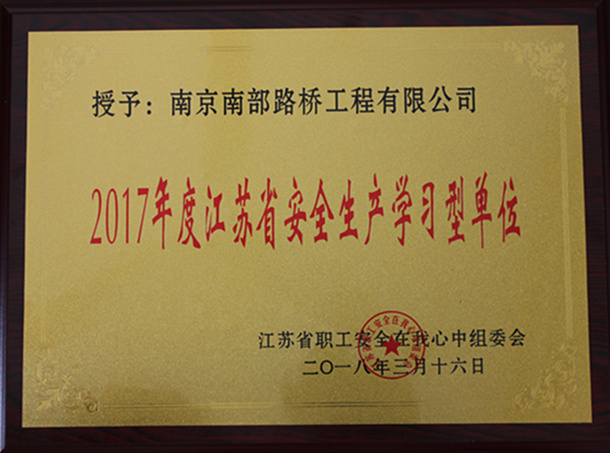 授予：南京南部路桥工程有限公司
2017年度江苏省安全生产学习型单位
江苏省职工安全在我心中组委会
二〇一八年三月十六日